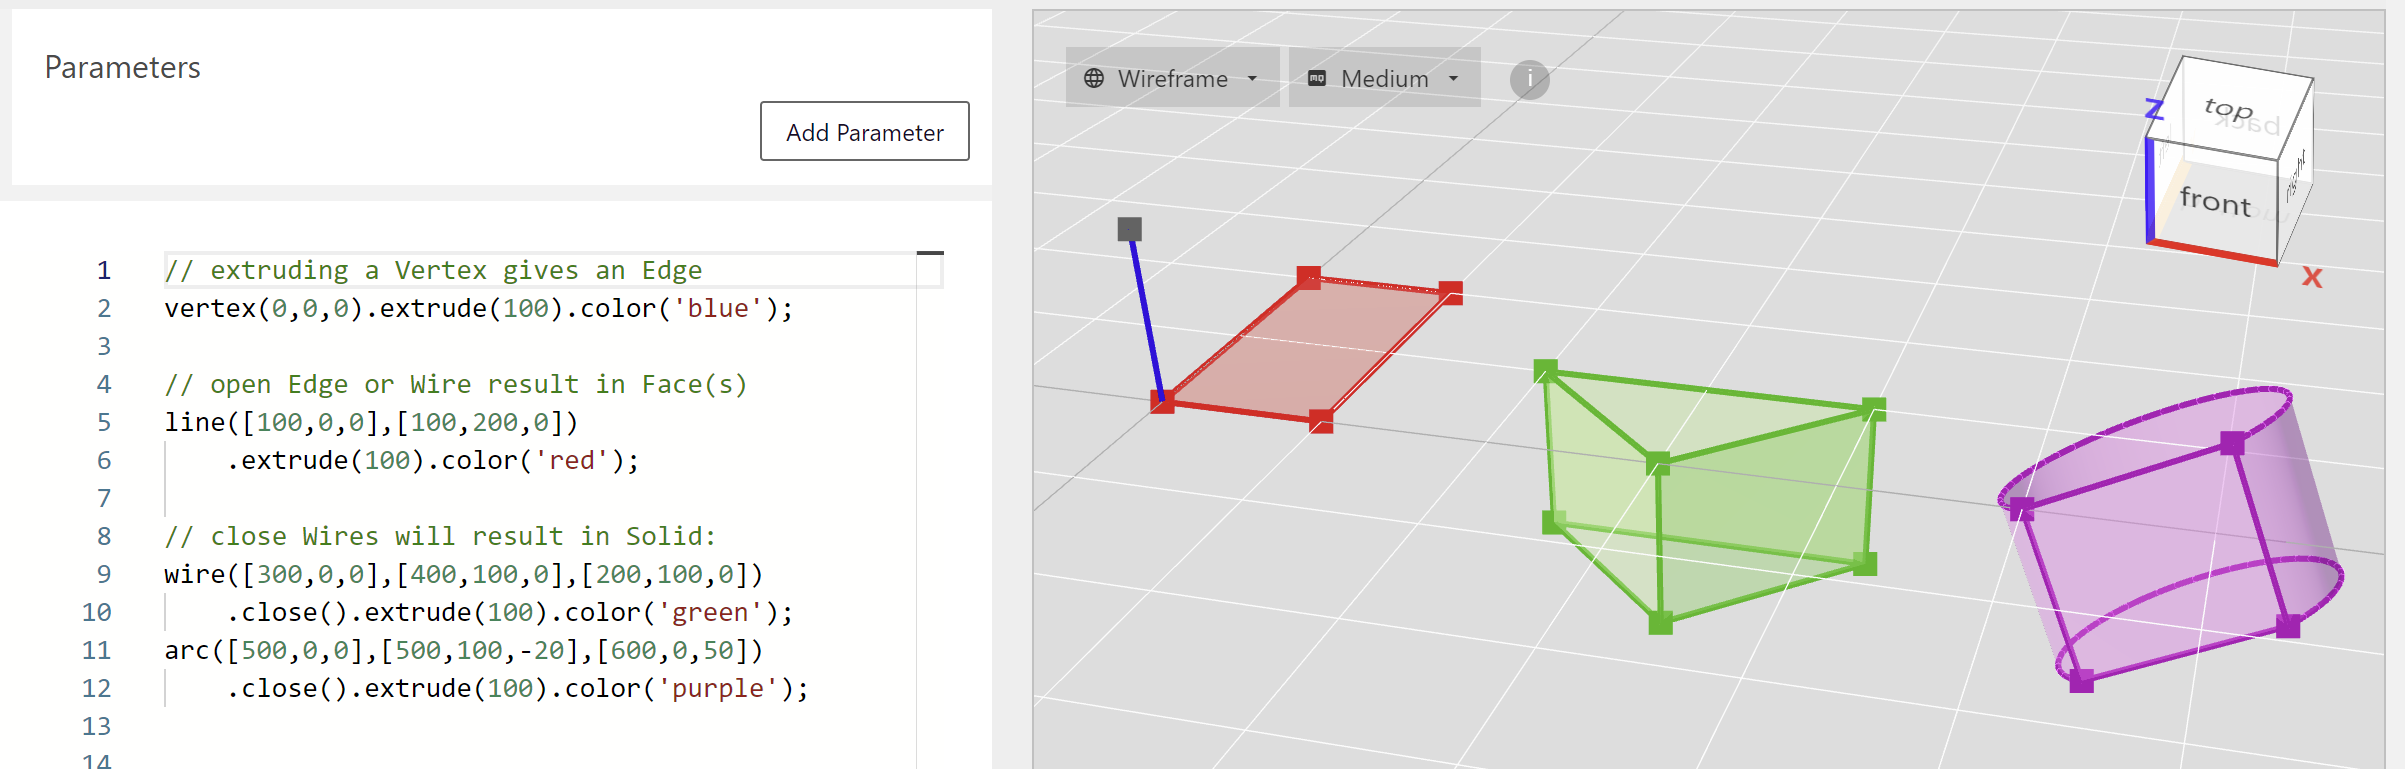 Parameters
Add Parameter
1 // extruding a Vertex gives an Edge
2 vertex(0,0,0).extrude(100).color('blue');
3
4 // open Edge or Wire result in Face(s)
5 line([100,0,0],[100,200,0])
6 .extrude(100).color('red');
7
8 // close Wires will result in Solid:
9 wire([300,0,0],[400,100,0],[200,100,0])
10 .close().extrude(100).color('green');
11 arc([500,0,0],[500,100,-20],[600,0,50])
12 .close().extrude(100).color('purple');
13
14
Wireframe
Medium
i
Z
top
back
front
right
X